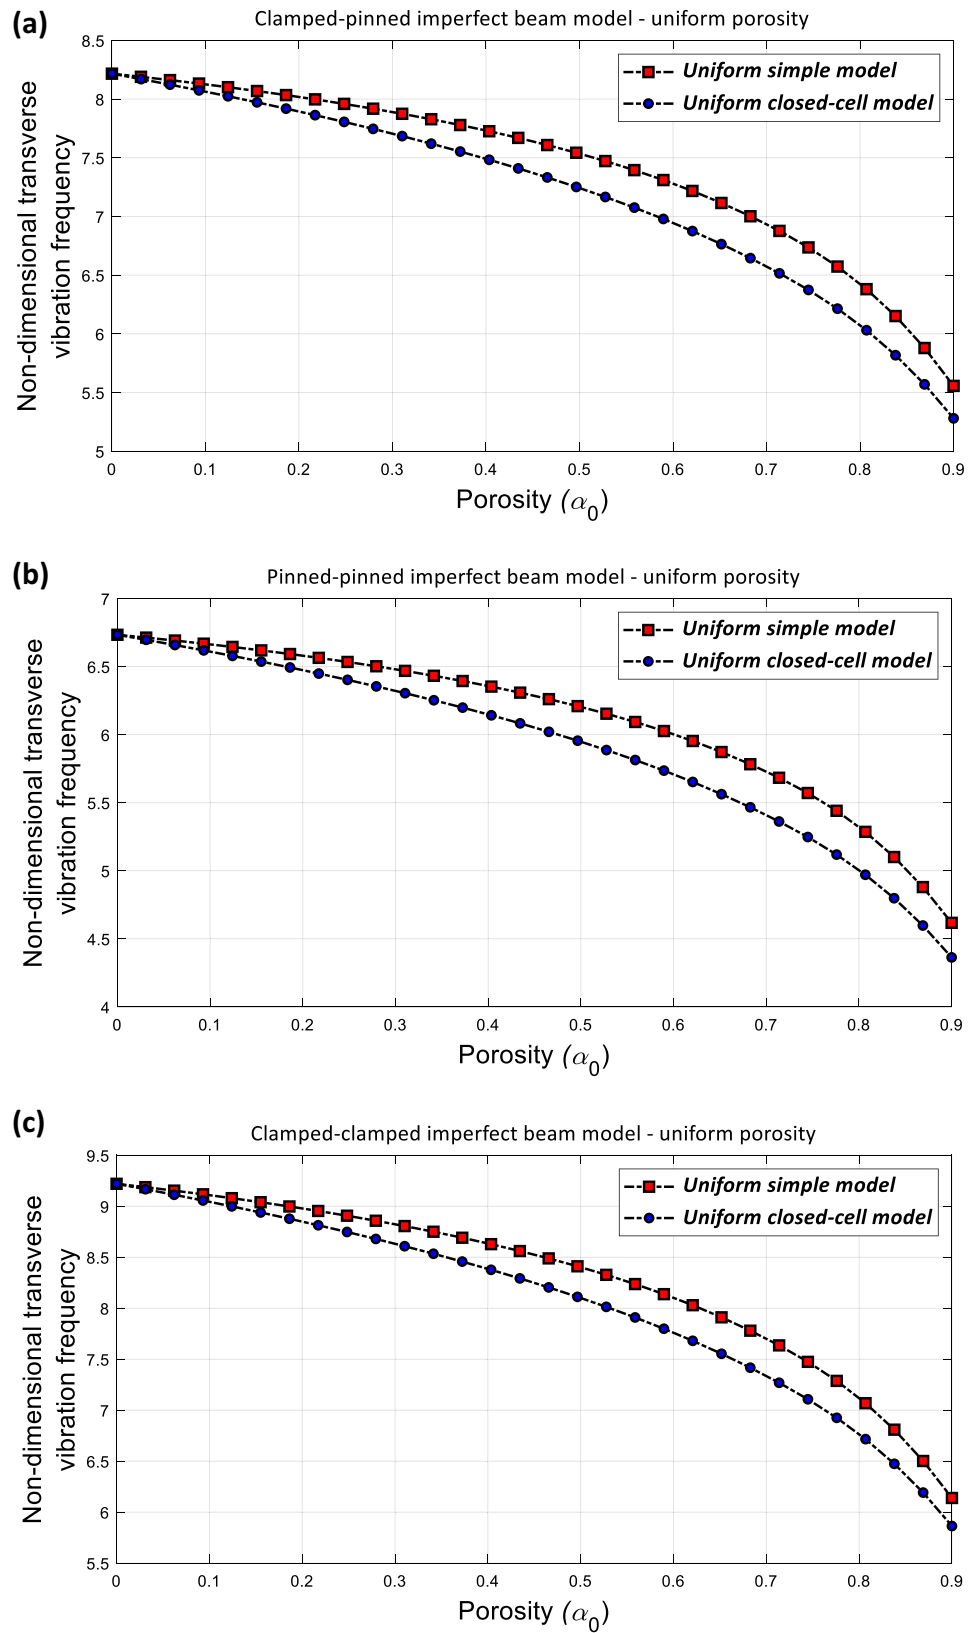 (a)
Clamped-pinned imperfect beam model - uniform porosity
Non-dimensional transverse
vibration frequency
8.5
8
7.5
7
6.5
6
5.5
5
Uniform simple model
Uniform closed-cell model
0 0.1 0.2 0.3 0.4 0.5 0.6 0.7 0.8 0.9
Porosity (α₀)
(b)
Pinned-pinned imperfect beam model - uniform porosity
Non-dimensional transverse
vibration frequency
7
6.5
6
5.5
5
4.5
4
Uniform simple model
Uniform closed-cell model
0 0.1 0.2 0.3 0.4 0.5 0.6 0.7 0.8 0.9
Porosity (α₀)
(c)
Clamped-clamped imperfect beam model - uniform porosity
Non-dimensional transverse
vibration frequency
9.5
9
8.5
8
7.5
7
6.5
6
5.5
Uniform simple model
Uniform closed-cell model
0 0.1 0.2 0.3 0.4 0.5 0.6 0.7 0.8 0.9
Porosity (α₀)